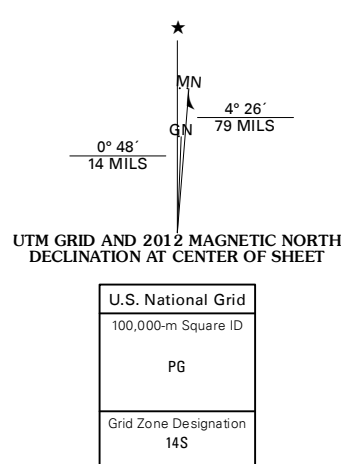 ★
MN
4° 26´
79 MILS
GN
0° 48´
14 MILS
UTM GRID AND 2012 MAGNETIC NORTH
DECLINATION AT CENTER OF SHEET
U.S. National Grid
100,000-m Square ID
PG
Grid Zone Designation
14S